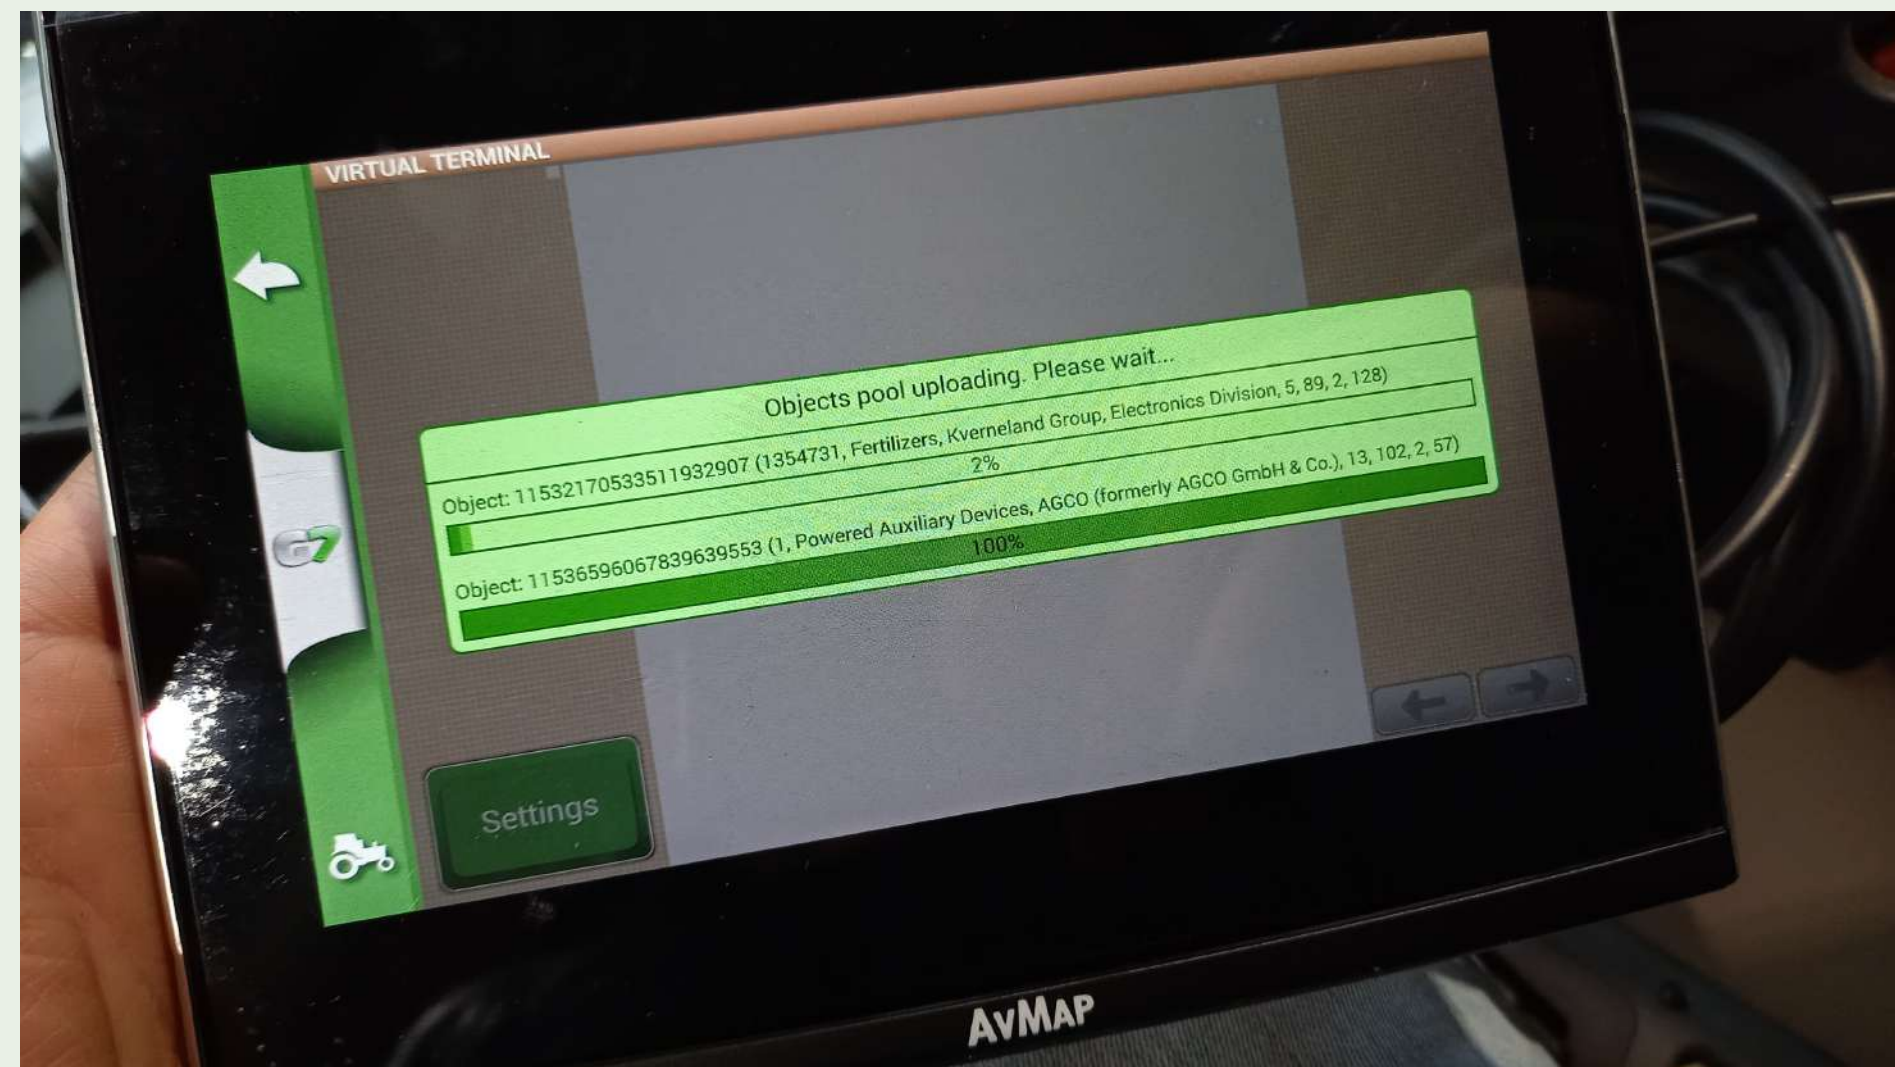 VIRTUAL TERMINAL
Objects pool uploading. Please wait...
Object: 11532170533511932907 (1354731, Fertilizers, Kverneland Group, Electronics Division, 5, 89, 2, 128)
2%
Object: 11536596067839639553 (1, Powered Auxiliary Devices, AGCO (formerly AGCO GmbH & Co.), 13, 102, 2, 57)
100%
G7
Settings
AVMAP